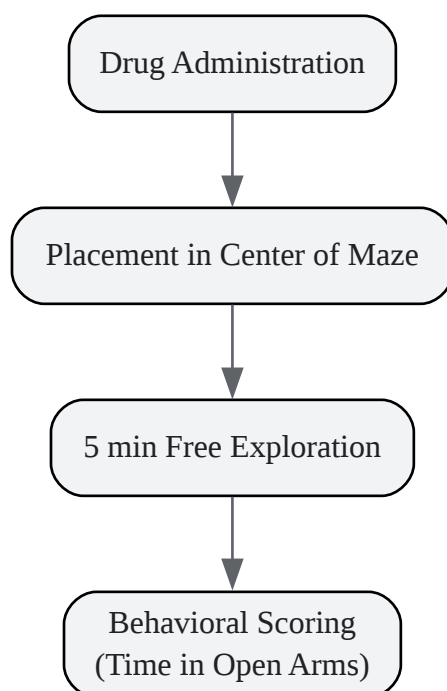 Drug Administration
Placement in Center of Maze
5 min Free Exploration
Behavioral Scoring
(Time in Open Arms)